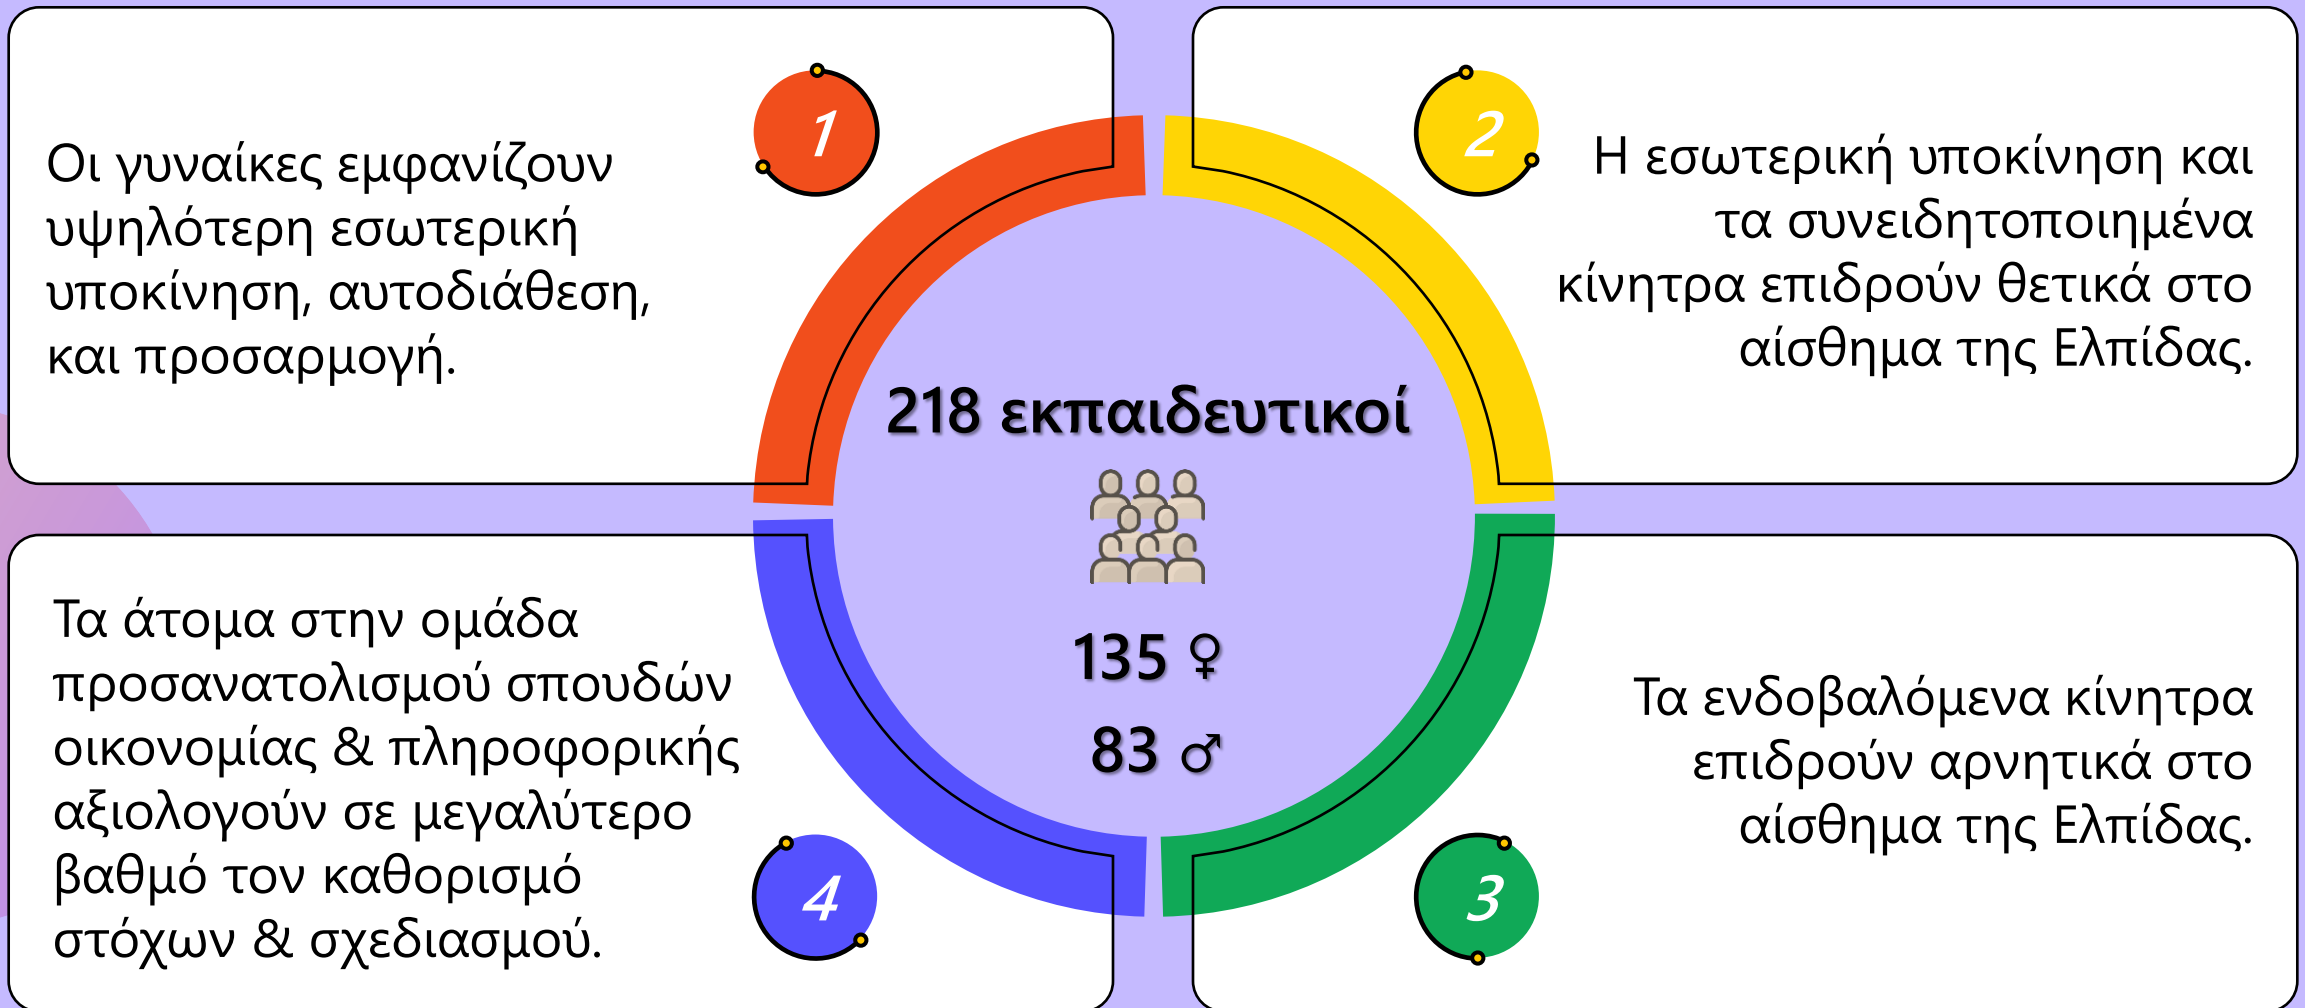 1
Οι γυναίκες εμφανίζουν
υψηλότερη εσωτερική
υποκίνηση, αυτοδιάθεση,
και προσαρμογή.
2
Η εσωτερική υποκίνηση και
τα συνειδητοποιημένα
κίνητρα επιδρούν θετικά στο
αίσθημα της Ελπίδας.
218 εκπαιδευτικοί
135 ♀
83 ♂
Τα ενδοβαλόμενα κίνητρα
επιδρούν αρνητικά στο
αίσθημα της Ελπίδας.
3
Τα άτομα στην ομάδα
προσανατολισμού σπουδών
οικονομίας & πληροφορικής
αξιολογούν σε μεγαλύτερο
βαθμό τον καθορισμό
στόχων & σχεδιασμού.
4